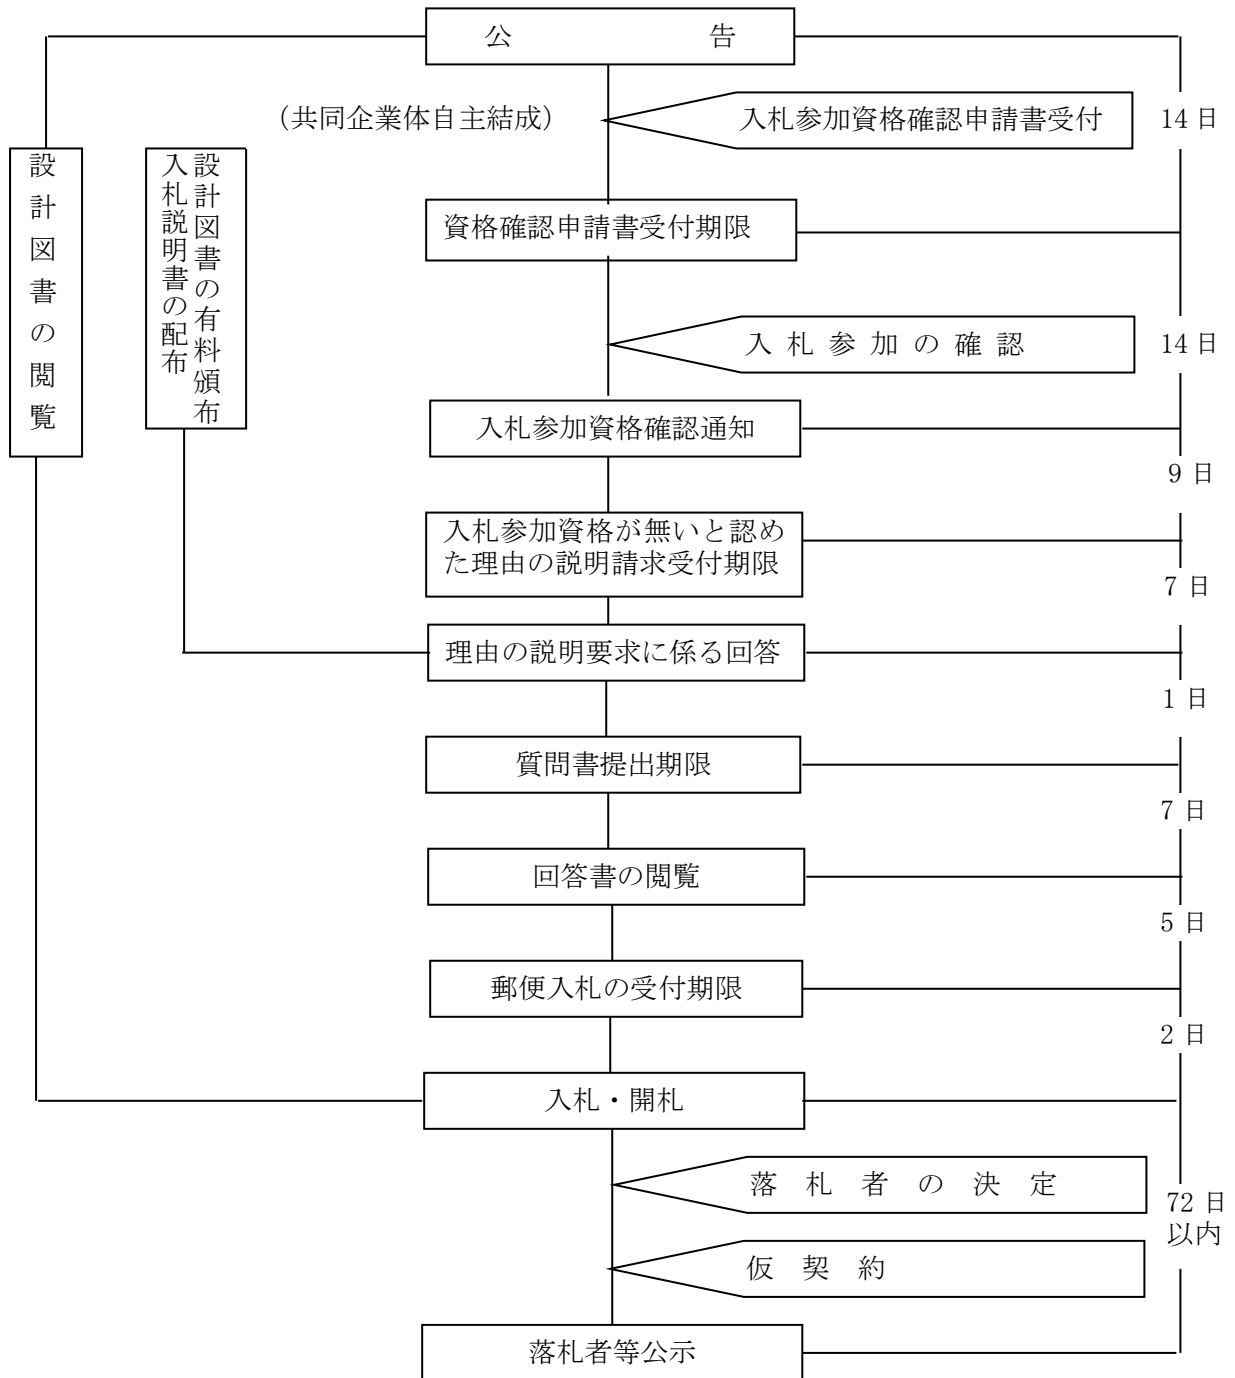 公　　　　　　　告
（共同企業体自主結成）
入札参加資格確認申請書受付
14 日
設計図書の閲覧
設計図書の有料頒布
入札説明書の配布
資格確認申請書受付期限
入 札 参 加 の 確 認
14 日
入札参加資格確認通知
9 日
入札参加資格が無いと認め
た理由の説明請求受付期限
7 日
理由の説明要求に係る回答
1 日
質問書提出期限
7 日
回答書の閲覧
5 日
郵便入札の受付期限
2 日
入札・開札
落　札　者　の　決　定
72 日
以内
仮　契　約
落札者等公示